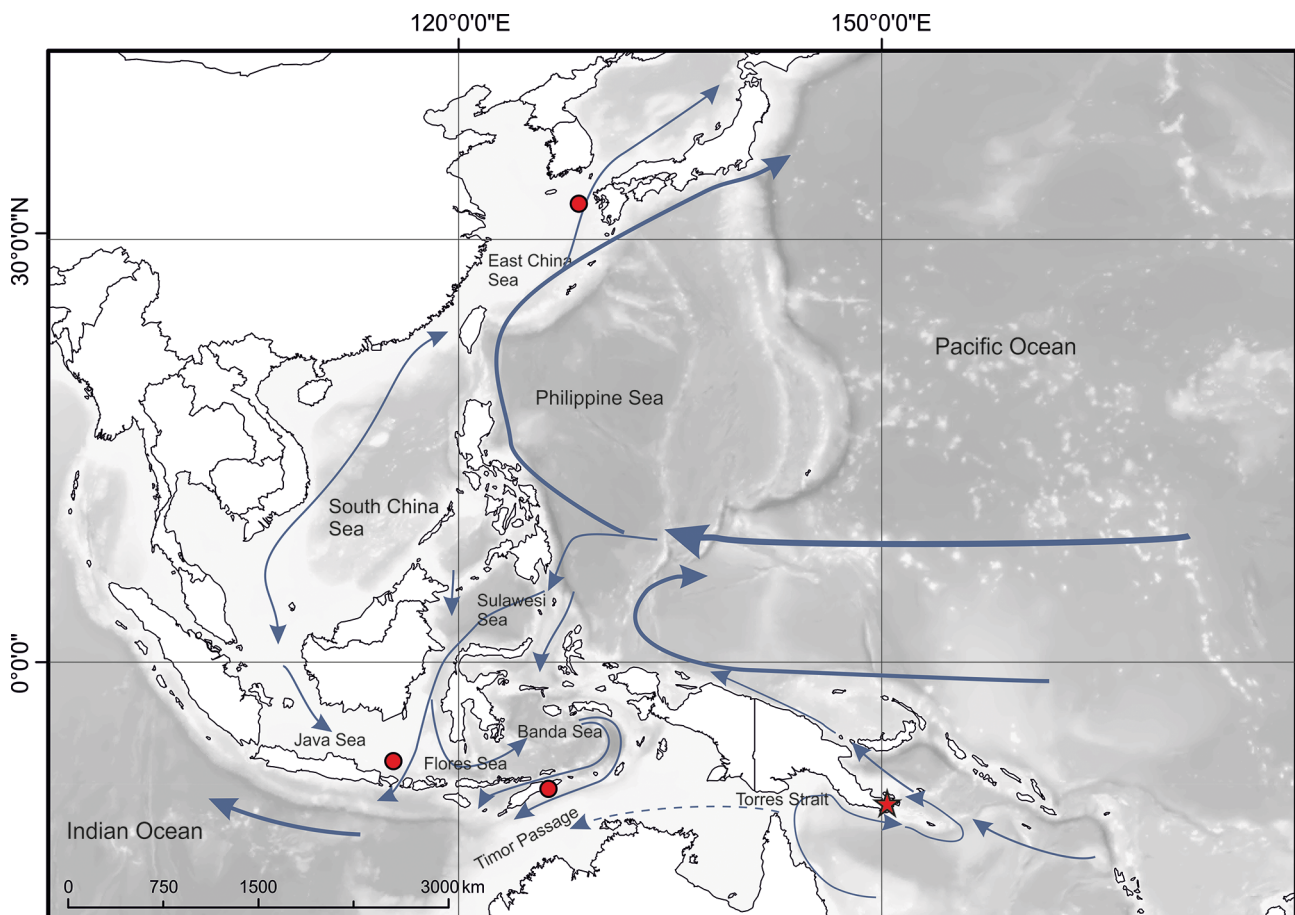 120°0'0"E
150°0'0"E
30°0'0"N
East China
Sea
Pacific Ocean
Philippine Sea
South China
Sea
Sulawesi
Sea
0°0'0"
Banda Sea
Java Sea
Flores Sea
Torres Strait
Timor Passage
Indian Ocean
0 750 1500 3000 km